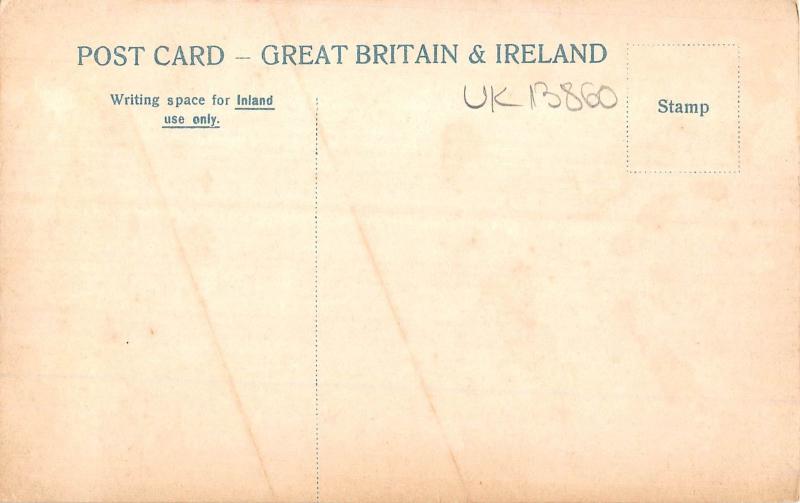 POST CARD – GREAT BRITAIN & IRELAND
Writing space for Inland
use only.
UK 13860
Stamp